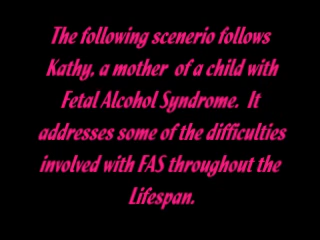 The following scenerio follows
Kathy, a mother of a child with
Fetal Alcohol Syndrome. It
addresses some of the difficulties
involved with FAS throughout the
Lifespan.